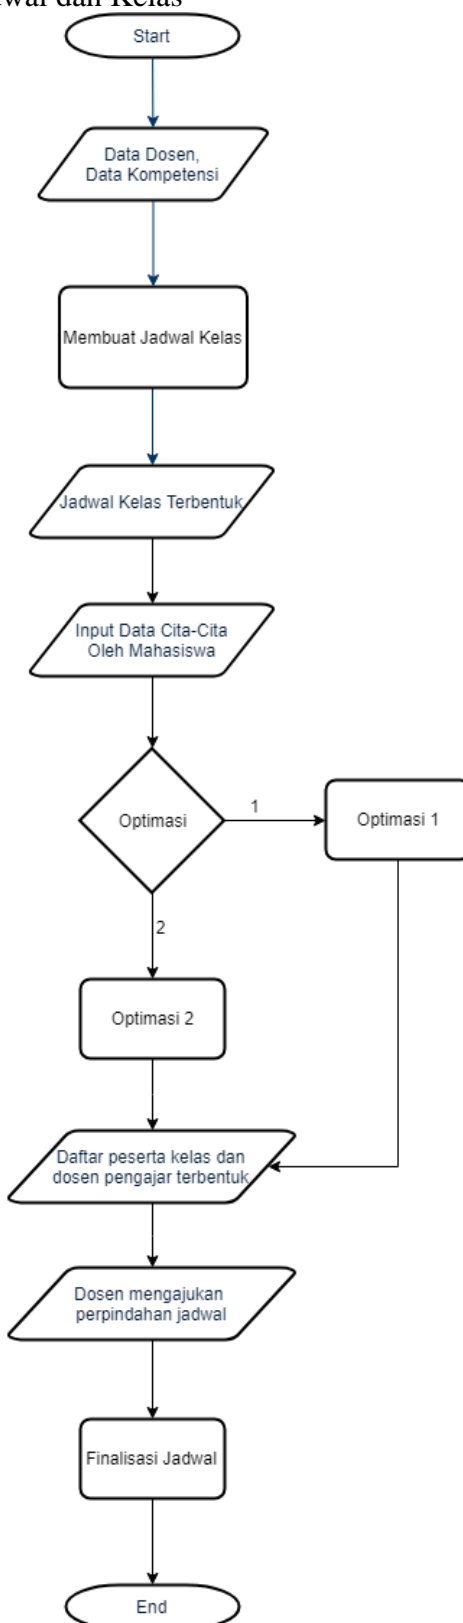 dan Kelas
Start
Data Dosen,
Data Kompetensi
Membuat Jadwal Kelas
Jadwal Kelas Terbentuk
Input Data Cita-Cita
Oleh Mahasiswa
Optimasi
1
Optimasi 1
2
Optimasi 2
Daftar peserta kelas dan
dosen pengajar terbentuk
Dosen mengajukan
perpindahan jadwal
Finalisasi Jadwal
End